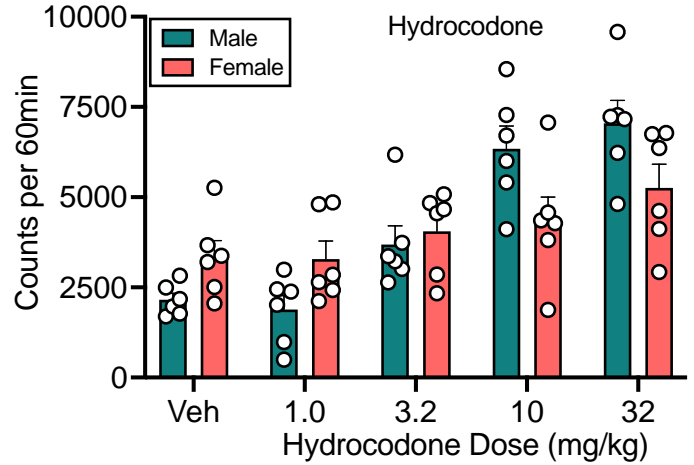 Hydrocodone
Male
Female
Counts per 60min
10000
7500
5000
2500
0
Veh
1.0
3.2
10
32
Hydrocodone Dose (mg/kg)